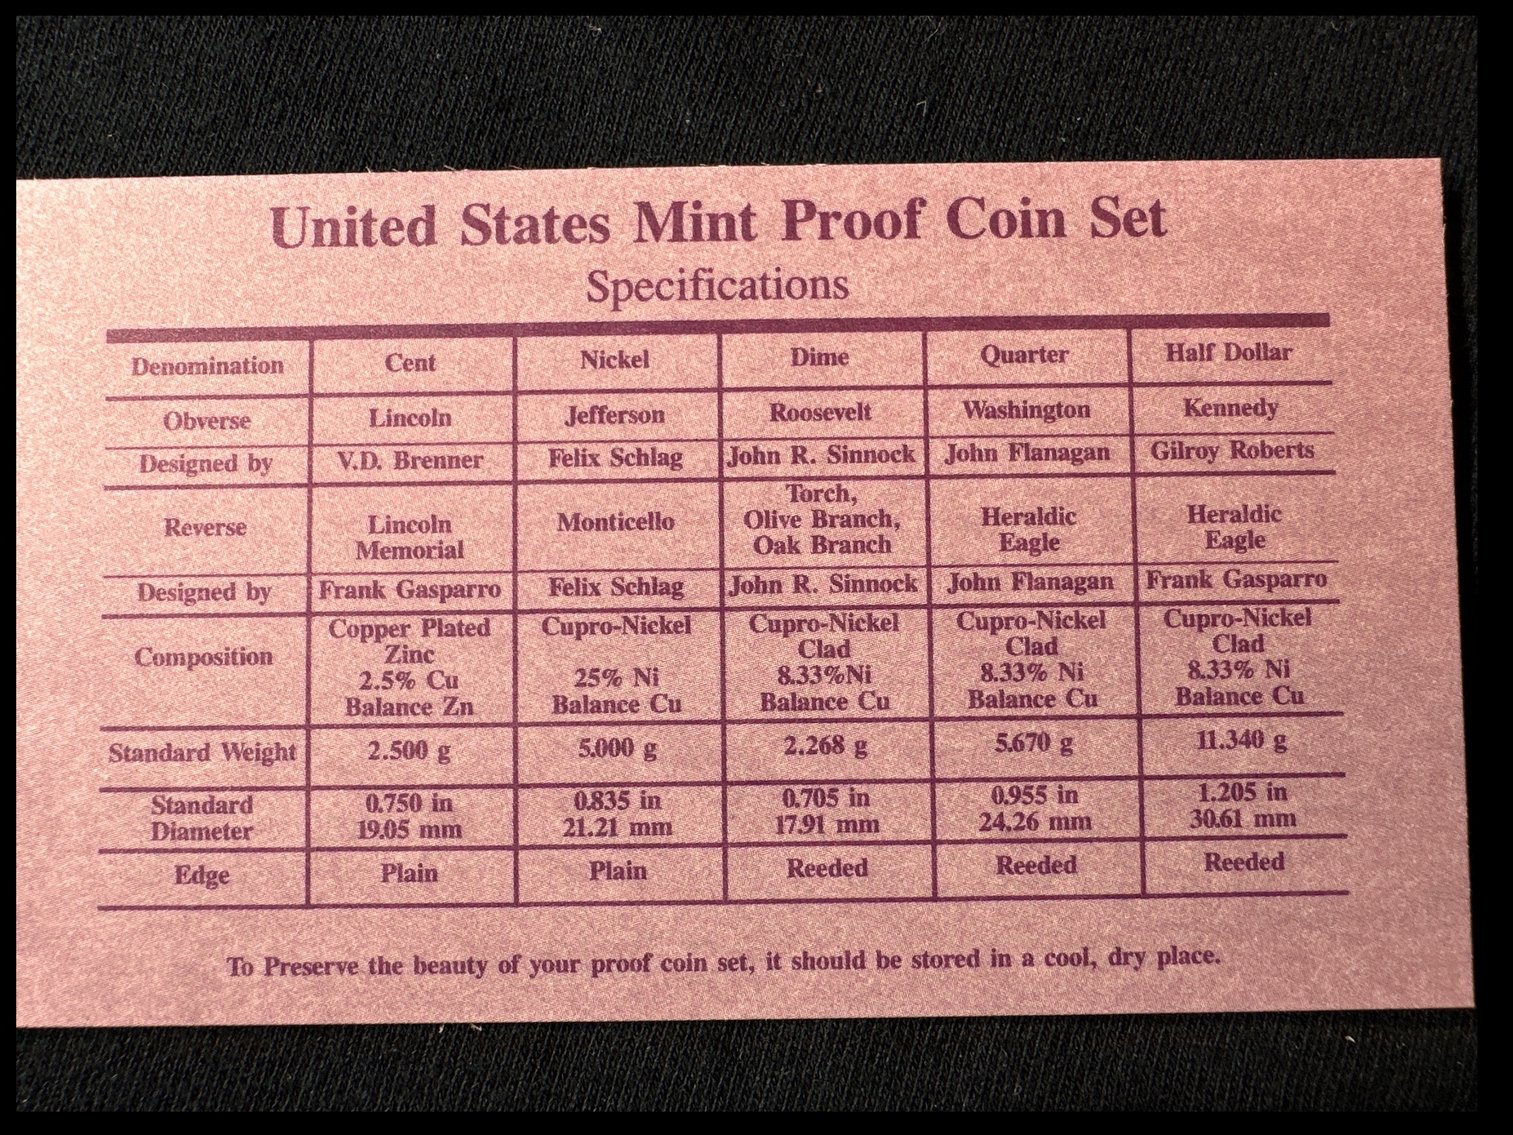 United States Mint Proof Coin Set
Specifications
Denomination Cent Nickel Dime Quarter Half Dollar
Obverse Lincoln Jefferson Roosevelt Washington Kennedy
Designed by V.D. Brenner Felix Schlag John R. Sinnock John Flanagan Gilroy Roberts
Reverse Lincoln Memorial Monticello Torch, Olive Branch, Oak Branch Heraldic Eagle Heraldic Eagle
Designed by Frank Gasparro Felix Schlag John R. Sinnock John Flanagan Frank Gasparro
Composition Copper Plated Zinc 2.5% Cu Balance Zn Cupro-Nickel 25% Ni Balance Cu Cupro-Nickel Clad 8.33%Ni Balance Cu Cupro-Nickel Clad 8.33% Ni Balance Cu Cupro-Nickel Clad 8.33% Ni Balance Cu
Standard Weight 2.500 g 5.000 g 2.268 g 5.670 g 11.340 g
Standard Diameter 0.750 in 19.05 mm 0.835 in 21.21 mm 0.705 in 17.91 mm 0.955 in 24.26 mm 1.205 in 30.61 mm
Edge Plain Plain Reeded Reeded Reeded
To Preserve the beauty of your proof coin set, it should be stored in a cool, dry place.